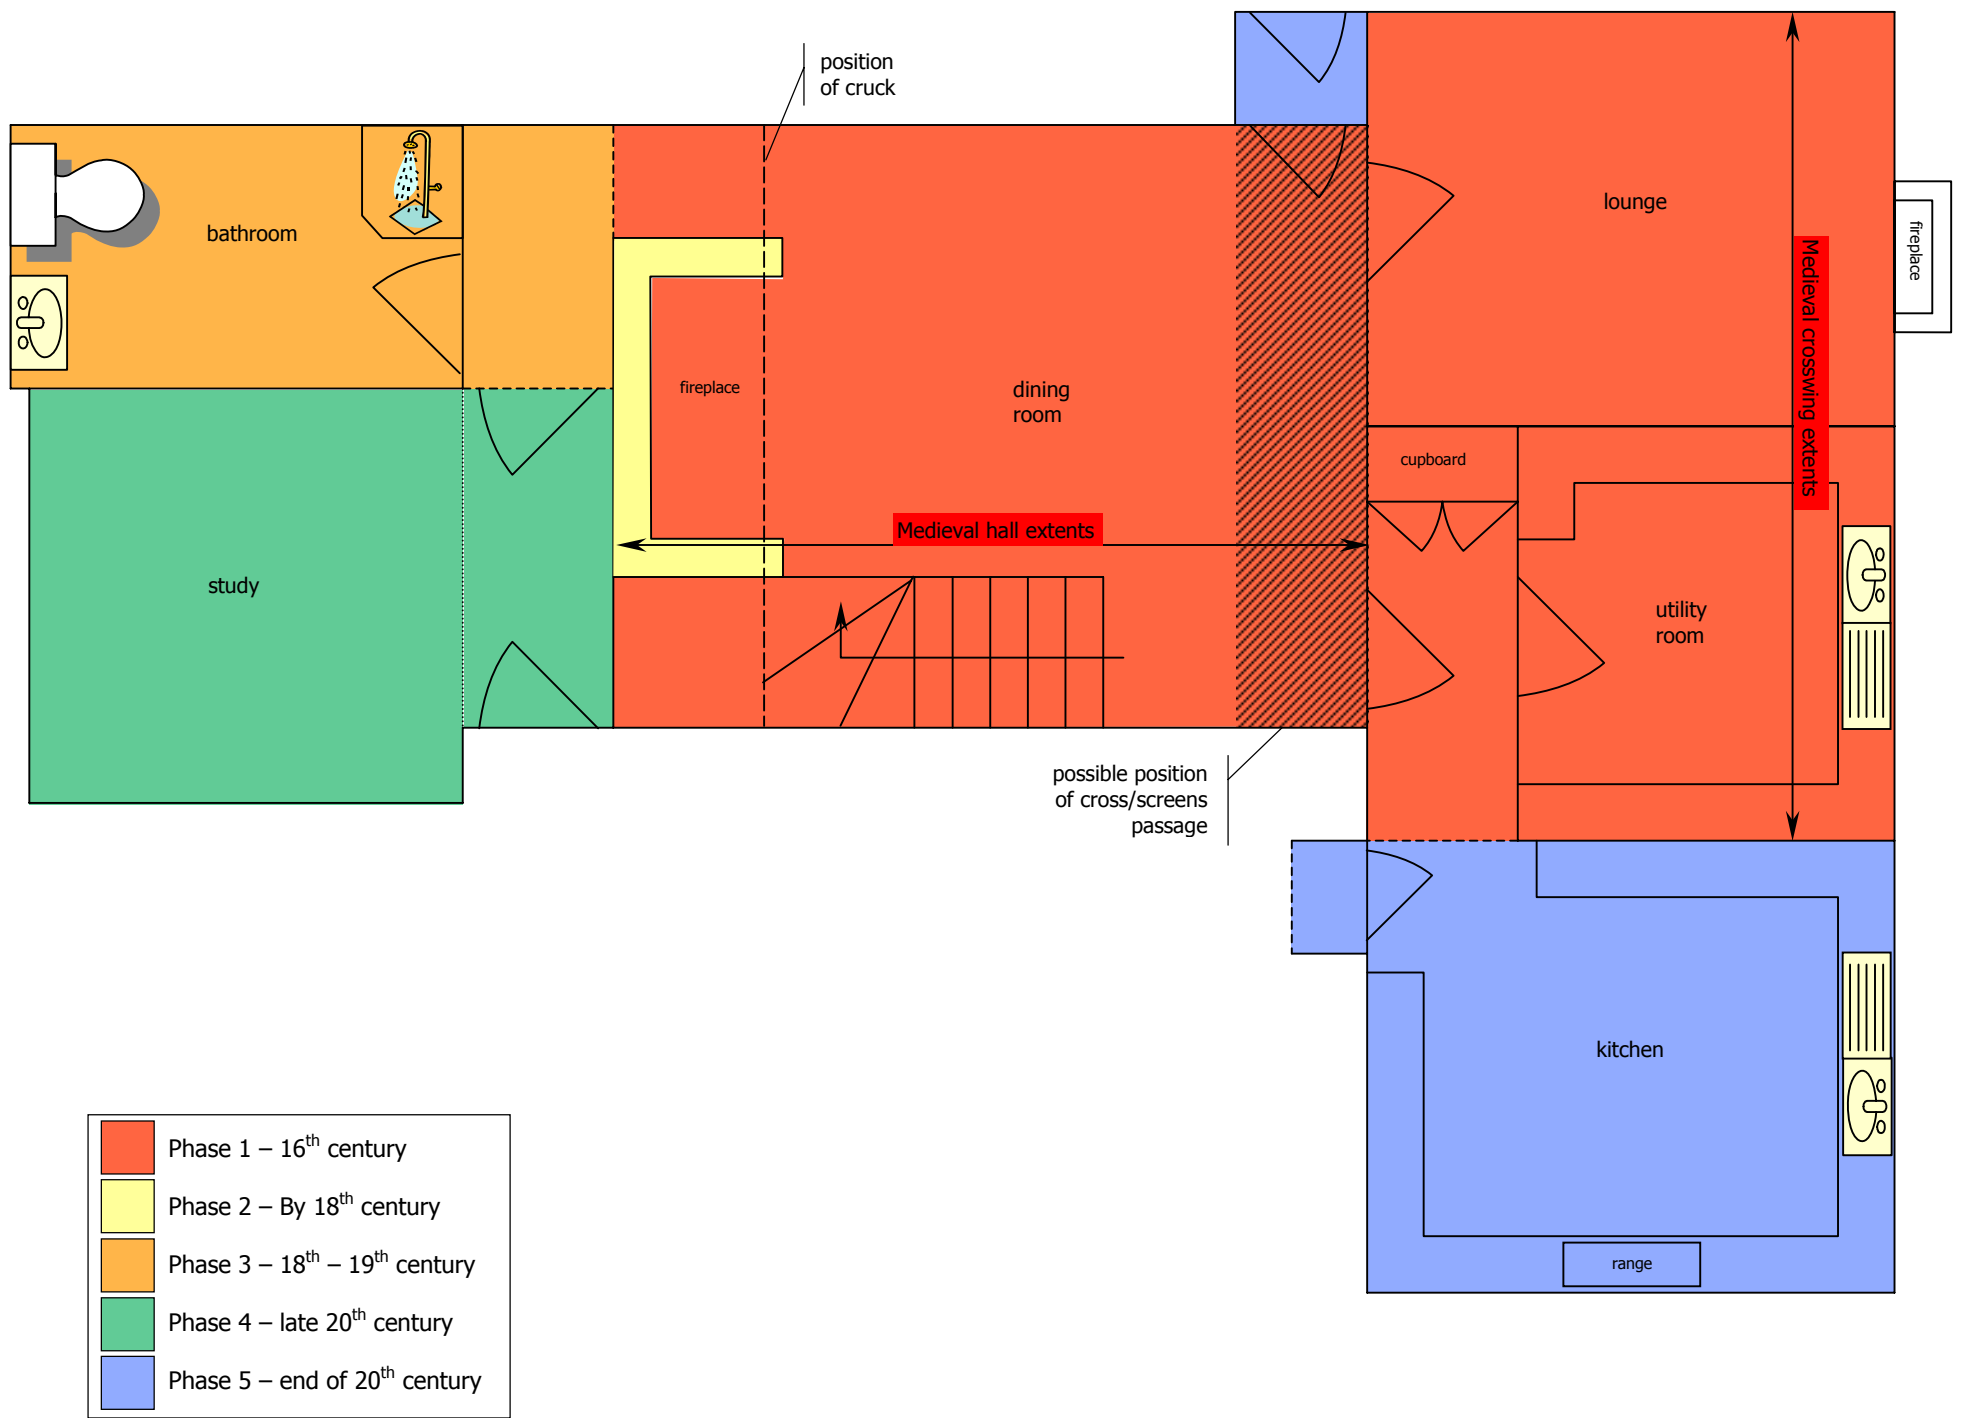 position
of cruck
bathroom
lounge
fireplace
Medieval crosswing extents
fireplace
dining
room
cupboard
Medieval hall extents
study
utility
room
possible position
of cross/screens
passage
kitchen
range
Phase 1 – 16th century
Phase 2 – By 18th century
Phase 3 – 18th – 19th century
Phase 4 – late 20th century
Phase 5 – end of 20th century